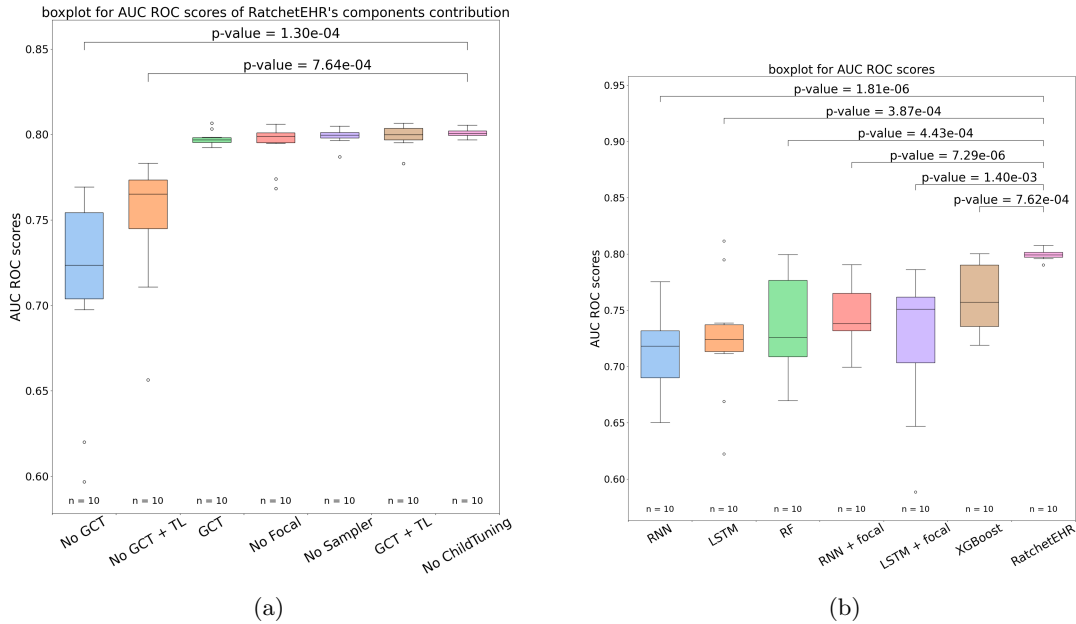 boxplot for AUC ROC scores of RatchetEHR's components contribution
p-value = 1.30e-04
p-value = 7.64e-04
AUC ROC scores
0.85
0.80
0.75
0.70
0.65
0.60
n = 10 n = 10 n = 10 n = 10 n = 10 n = 10 n = 10
No GCT No GCT + TL GCT No Focal No Sampler GCT + TL No ChildTuning
(a)
boxplot for AUC ROC scores
p-value = 1.81e-06
p-value = 3.87e-04
p-value = 4.43e-04
p-value = 7.29e-06
p-value = 1.40e-03
p-value = 7.62e-04
AUC ROC scores
0.95
0.90
0.85
0.80
0.75
0.70
0.65
0.60
n = 10 n = 10 n = 10 n = 10 n = 10 n = 10 n = 10
RNN LSTM RF RNN + focal LSTM + focal XGBoost RatchetEHR
(b)